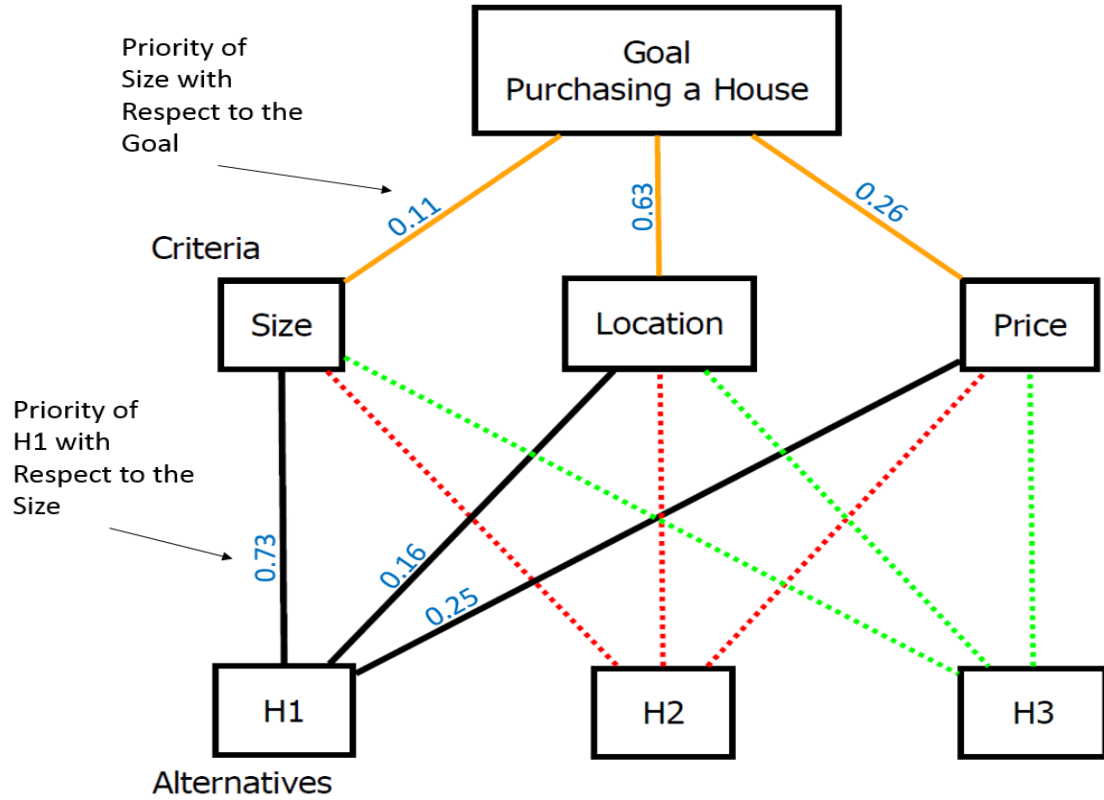 Priority of
Size with
Respect to the
Goal
Goal
Purchasing a House
0.11
0.63
0.26
Criteria
Size
Location
Price
Priority of
H1 with
Respect to the
Size
0.73
0.16
0.25
H1
H2
H3
Alternatives